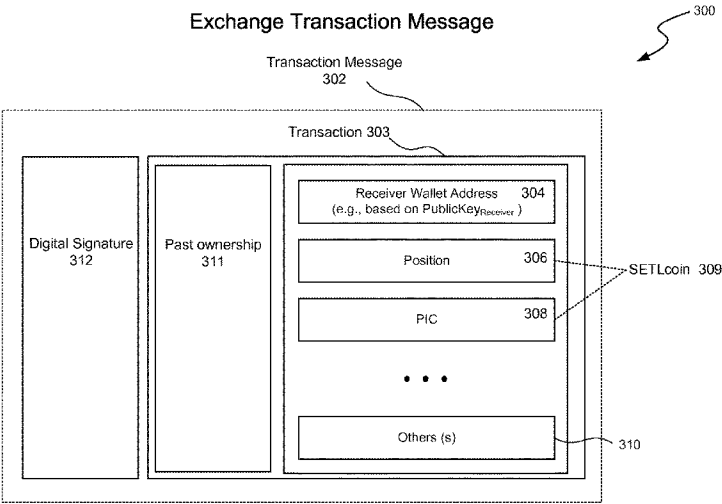 Exchange Transaction Message
300
Transaction Message
302
Transaction 303
Digital Signature
312
Past ownership
311
Receiver Wallet Address 304
(e.g., based on PublicKeyReceiver )
Position 306
SETLcoin 309
PIC 308
• • •
Others (s)
310